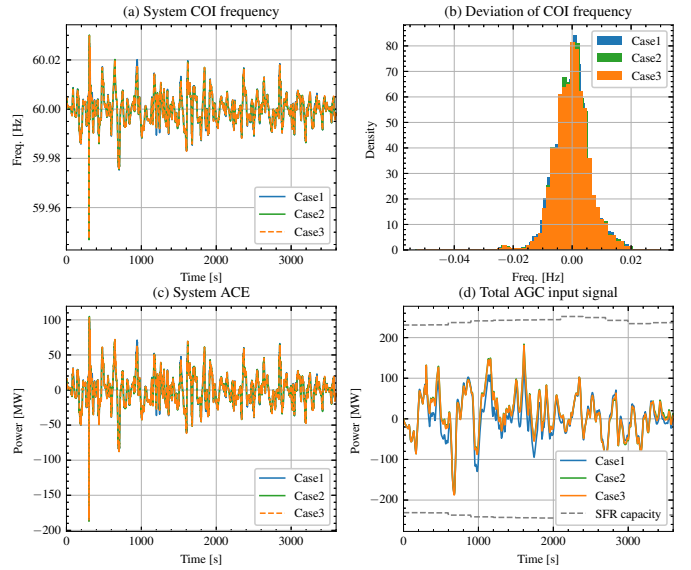 (a) System COI frequency
60.02
60.00
59.98
59.96
Freq. [Hz]
Case1
Case2
Case3
0 1000 2000 3000
Time [s]
(b) Deviation of COI frequency
80
70
60
50
40
30
20
10
0
Density
Case1
Case2
Case3
−0.04 −0.02 0.00 0.02
Freq. [Hz]
(c) System ACE
100
50
0
−50
−100
−150
−200
Power [MW]
Case1
Case2
Case3
0 1000 2000 3000
Time [s]
(d) Total AGC input signal
200
100
0
−100
−200
Power [MW]
Case1
Case2
Case3
SFR capacity
0 1000 2000 3000
Time [s]